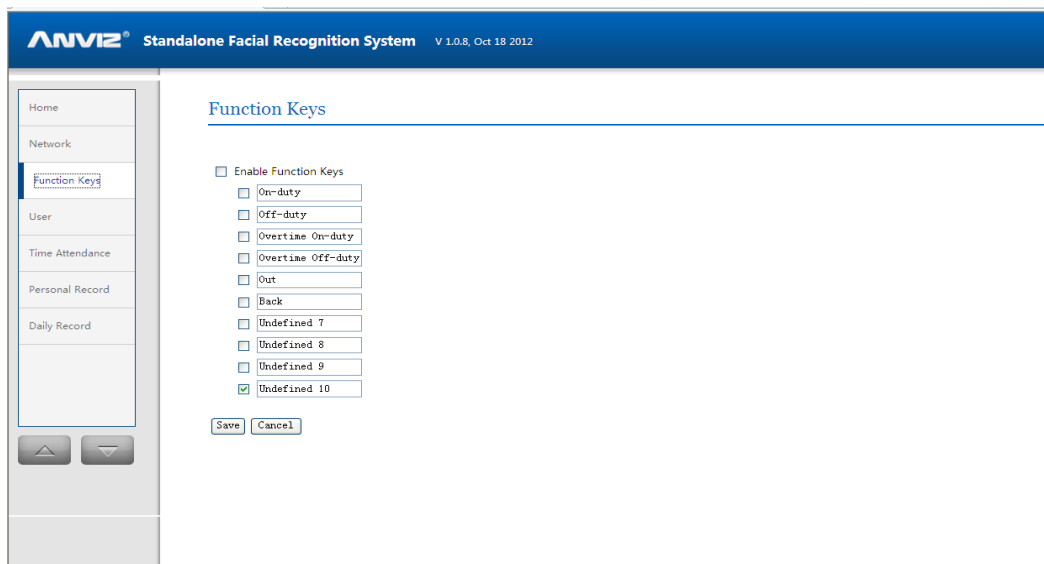 ANVIZ® Standalone Facial Recognition System V 1.0.8, Oct 18 2012
Home
Network
Function Keys
User
Time Attendance
Personal Record
Daily Record
Function Keys
Enable Function Keys
On-duty
Off-duty
Overtime On-duty
Overtime Off-duty
Out
Back
Undefined 7
Undefined 8
Undefined 9
Undefined 10
Save Cancel